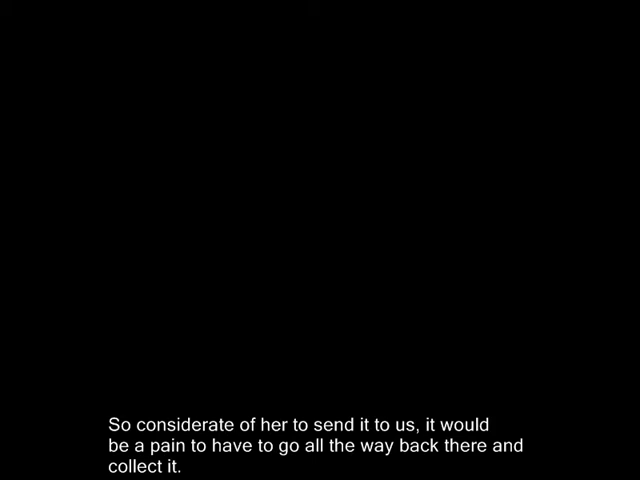 So considerate of her to send it to us, it would
be a pain to have to go all the way back there and
collect it.